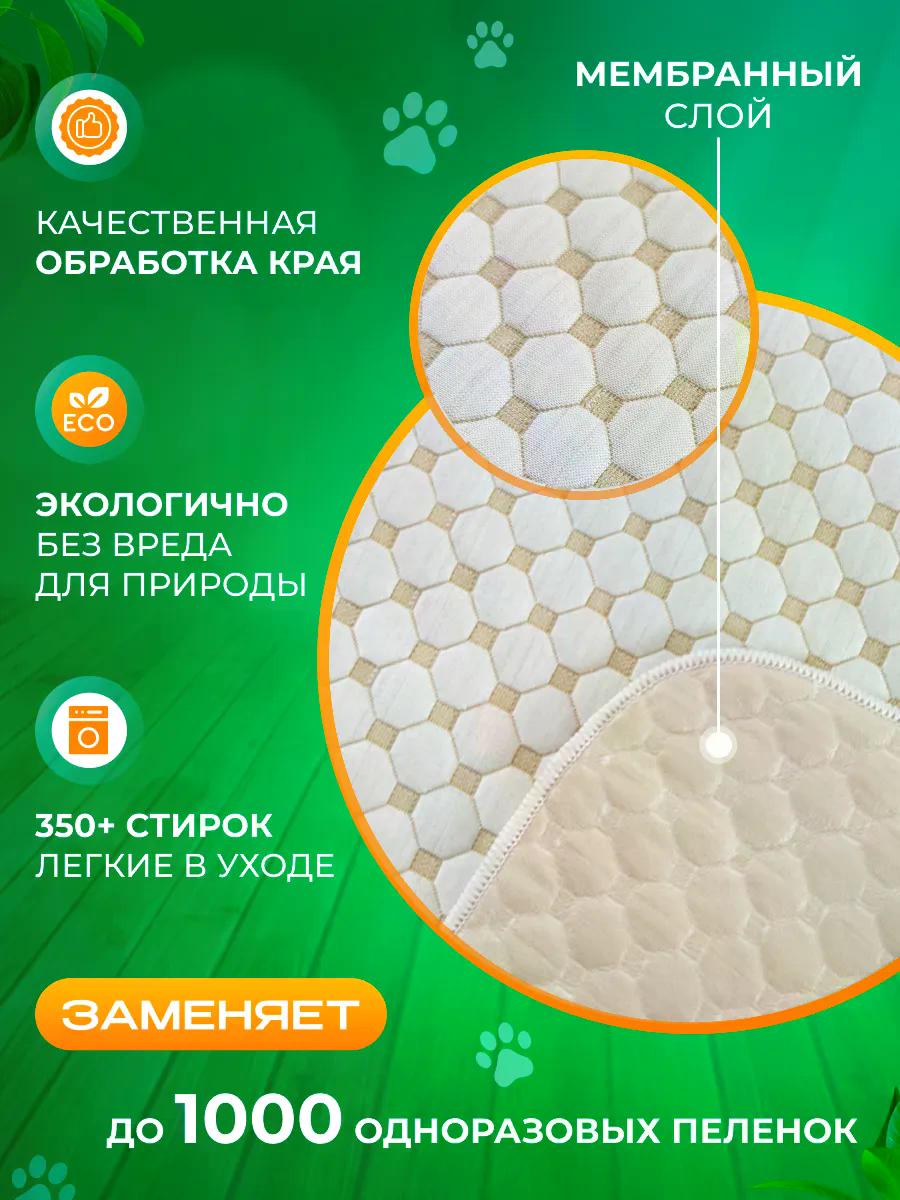 МЕМБРАННЫЙ
СЛОЙ
КАЧЕСТВЕННАЯ
ОБРАБОТКА КРАЯ
ECO
ЭКОЛОГИЧНО
БЕЗ ВРЕДА
ДЛЯ ПРИРОДЫ
350+ СТИРОК
ЛЕГКИЕ В УХОДЕ
ЗАМЕНЯЕТ
ДО 1000 ОДНОРАЗОВЫХ ПЕЛЕНОК